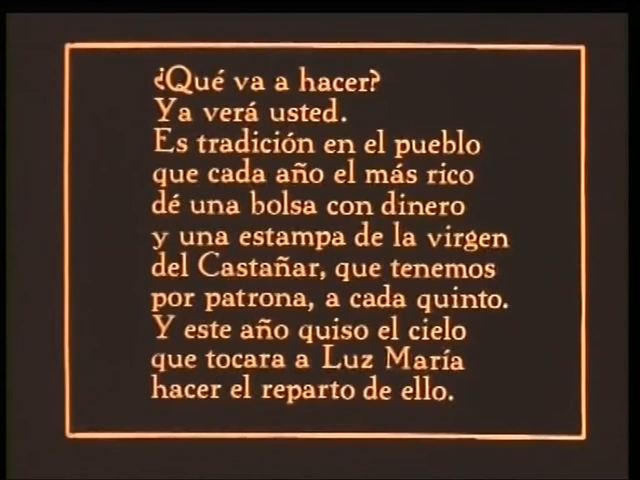 ¿Qué va a hacer?
Ya verá usted.
Es tradición en el pueblo
que cada año el más rico
dé una bolsa con dinero
y una estampa de la virgen
del Castañar, que tenemos
por patrona, a cada quinto.
Y este año quiso el cielo
que tocara a Luz María
hacer el reparto de ello.